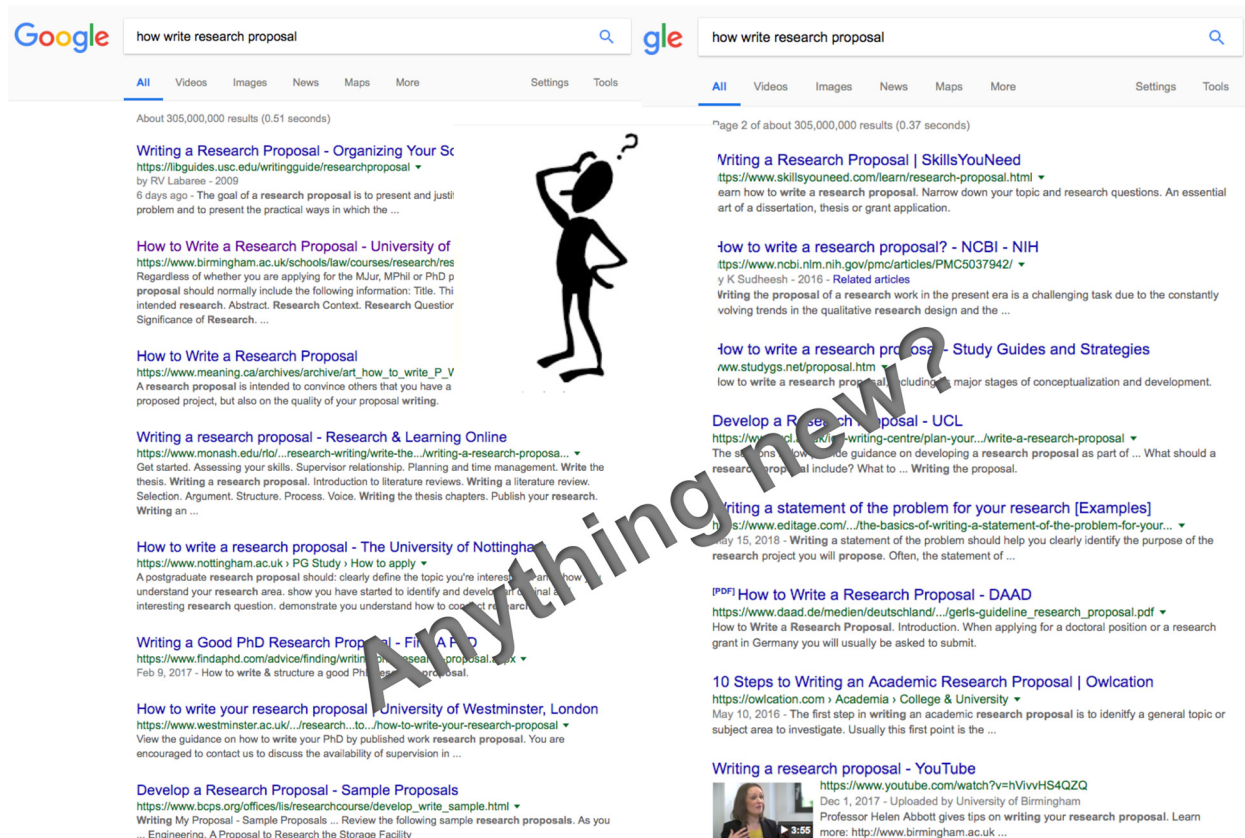 Google
how write research proposal
All Videos Images News Maps More Settings Tools
About 305,000,000 results (0.51 seconds)
Writing a Research Proposal - Organizing Your Sc
https://libguides.usc.edu/writingguide/researchproposal
by RV Labaree - 2009
6 days ago - The goal of a research proposal is to present and justif
problem and to present the practical ways in which the ...
How to Write a Research Proposal - University of
https://www.birmingham.ac.uk/schools/law/courses/research/res
Regardless of whether you are applying for the MJur, MPhil or PhD p
proposal should normally include the following information: Title. Thi
intended research. Abstract. Research Context. Research Question
Significance of Research. ...
How to Write a Research Proposal
https://www.meaning.ca/archives/archive/art_how_to_write_P_W
A research proposal is intended to convince others that you have a
proposed project, but also on the quality of your proposal writing.
Writing a research proposal - Research & Learning Online
https://www.monash.edu/rlo/...research-writing/write-the.../writing-a-research-proposa...
Get started. Assessing your skills. Supervisor relationship. Planning and time management. Write the
thesis. Writing a research proposal. Introduction to literature reviews. Writing a literature review.
Selection. Argument. Structure. Process. Voice. Writing the thesis chapters. Publish your research.
Writing an ...
How to write a research proposal - The University of Nottingha
https://www.nottingham.ac.uk › PG Study › How to apply
A postgraduate research proposal should: clearly define the topic you're interes and how
understand your research area. show you have started to identify and develo an inal a
interesting research question. demonstrate you understand how to research
Writing a Good PhD Research Proposal - Fin A P D
https://www.findaphd.com/advice/finding/writin
Feb 9, 2017 - How to write & structure a good Ph proposal.
How to write your research proposal | University of Westminster, London
https://www.westminster.ac.uk/.../research...to.../how-to-write-your-research-proposal
View the guidance on how to write your PhD by published work research proposal. You are
encouraged to contact us to discuss the availability of supervision in ...
Develop a Research Proposal - Sample Proposals
https://www.bcps.org/offices/lis/researchcourse/develop_write_sample.html
Writing My Proposal - Sample Proposals ... Review the following sample research proposals. As you
... Engineering. A Proposal to Research the Storage Facility
?
Anything new?
gle
how write research proposal
All Videos Images News Maps More Settings Tools
Page 2 of about 305,000,000 results (0.37 seconds)
Writing a Research Proposal | SkillsYouNeed
ttps://www.skillsyouneed.com/learn/research-proposal.html
earn how to write a research proposal. Narrow down your topic and research questions. An essential
art of a dissertation, thesis or grant application.
How to write a research proposal? - NCBI - NIH
ttps://www.ncbi.nlm.nih.gov/pmc/articles/PMC5037942/
y K Sudheesh - 2016 - Related articles
Writing the proposal of a research work in the present era is a challenging task due to the constantly
volving trends in the qualitative research design and the ...
How to write a research proposal - Study Guides and Strategies
www.studygs.net/proposal.htm
How to write a research proposal, including major stages of conceptualization and development.
Develop a Research Proposal - UCL
-writing-centre/plan-your.../write-a-research-proposal
The guidance on developing a research proposal as part of ... What should a
research proposal include? What to ... Writing the proposal.
Writing a statement of the problem for your research [Examples]
https://www.editage.com/.../the-basics-of-writing-a-statement-of-the-problem-for-your...
May 15, 2018 - Writing a statement of the problem should help you clearly identify the purpose of the
research project you will propose. Often, the statement of ...
[PDF] How to Write a Research Proposal - DAAD
https://www.daad.de/medien/deutschland/.../gerls-guideline_research_proposal.pdf
How to Write a Research Proposal. Introduction. When applying for a doctoral position or a research
grant in Germany you will usually be asked to submit.
10 Steps to Writing an Academic Research Proposal | Owlcation
https://owlcation.com › Academia › College & University
May 10, 2016 - The first step in writing an academic research proposal is to idenitfy a general topic or
subject area to investigate. Usually this first point is the ...
Writing a research proposal - YouTube
https://www.youtube.com/watch?v=hVivvHS4QZQ
Dec 1, 2017 - Uploaded by University of Birmingham
Professor Helen Abbott gives tips on writing your research proposal. Learn
3:55 more: http://www.birmingham.ac.uk ...